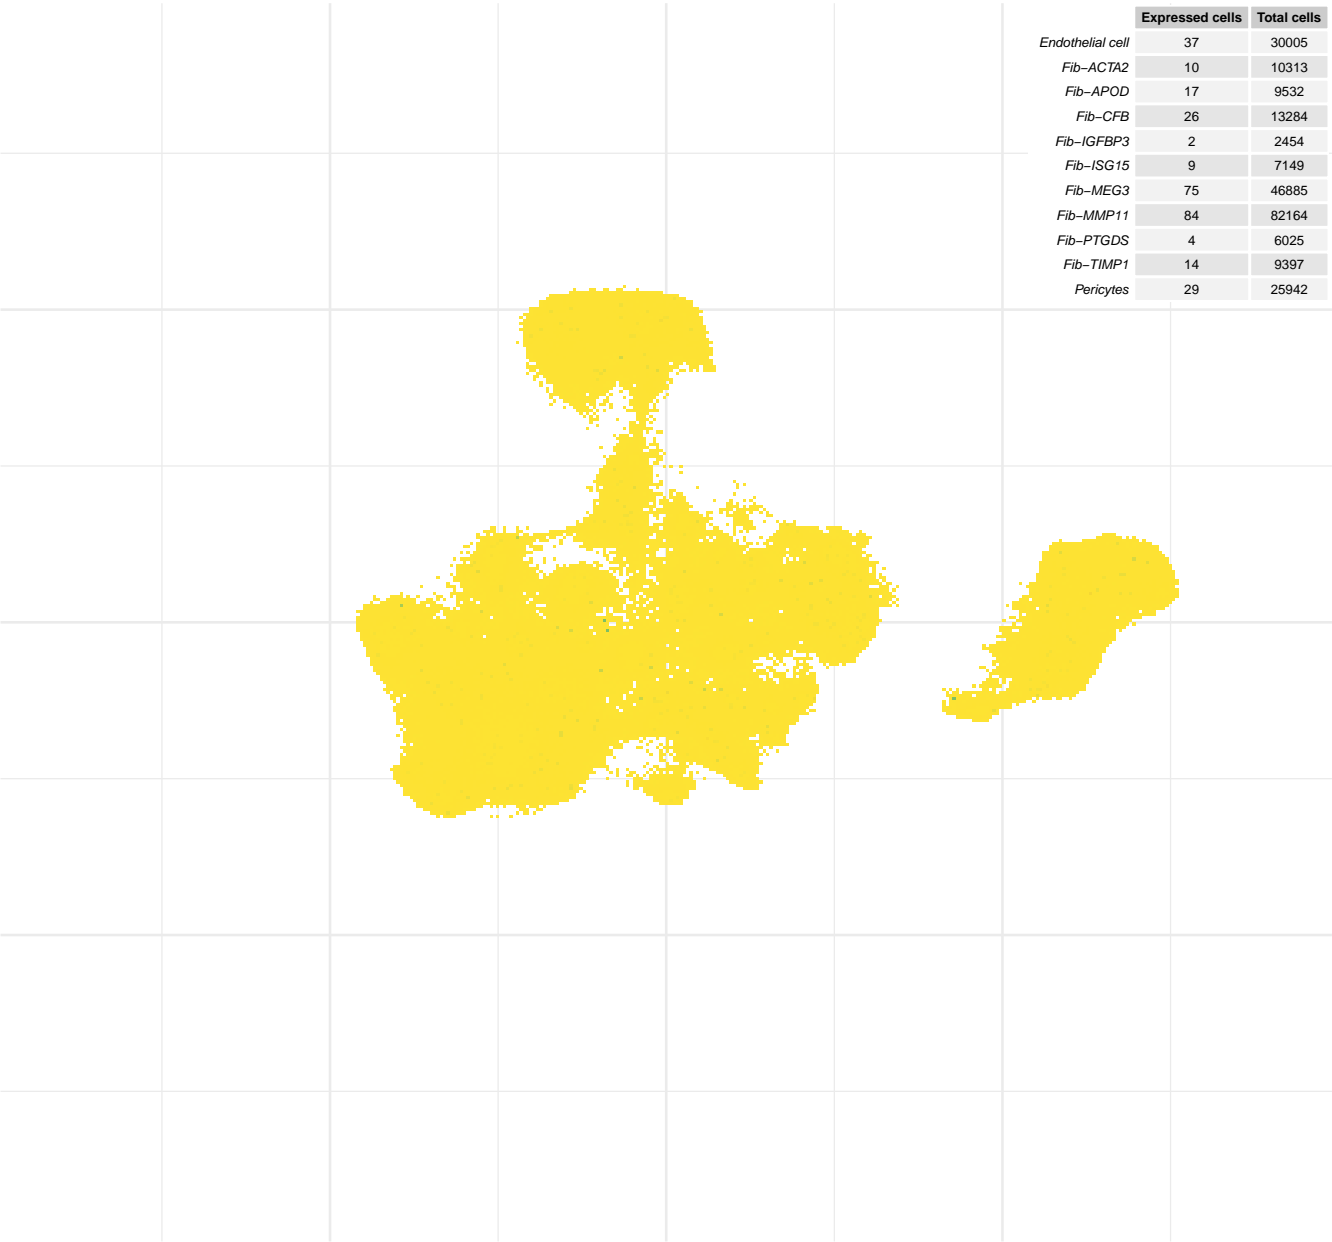 Expressed cells Total cells
Endothelial cell 37 30005
Fib−ACTA2 10 10313
Fib−APOD 17 9532
Fib−CFB 26 13284
Fib−IGFBP3 2 2454
Fib−ISG15 9 7149
Fib−MEG3 75 46885
Fib−MMP11 84 82164
Fib−PTGDS 4 6025
Fib−TIMP1 14 9397
Pericytes 29 25942